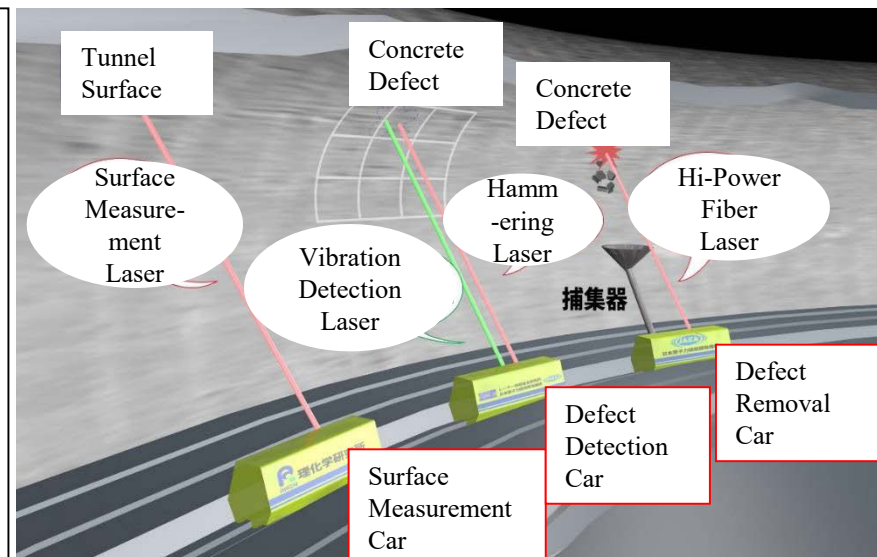 Tunnel
Surface
Concrete
Defect
Concrete
Defect
Surface
Measure-
ment
Laser
Vibration
Detection
Laser
Hamm
-ering
Laser
Hi-Power
Fiber
Laser
捕集器
理化学研究所
Surface
Measurement
Car
Defect
Detection
Car
Defect
Removal
Car